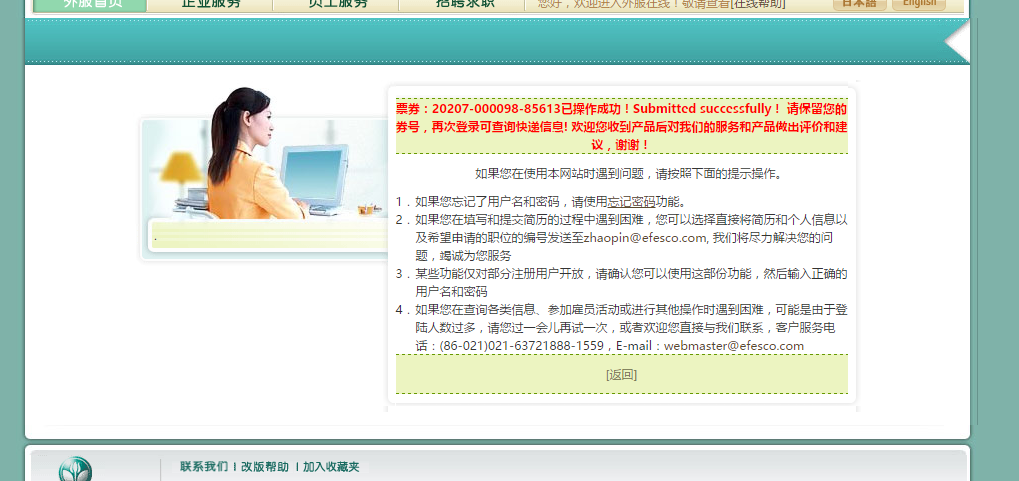 外服首页 企业服务 员工服务 招聘求职 您好，欢迎进入外服在线！敬请查看[在线帮助] 日本語 English
票券：20207-000098-85613已操作成功！Submitted successfully！ 请保留您的
券号，再次登录可查询快递信息! 欢迎您收到产品后对我们的服务和产品做出评价和建
议，谢谢！
如果您在使用本网站时遇到问题，请按照下面的提示操作。
1．如果您忘记了用户名和密码，请使用忘记密码功能。
2．如果您在填写和提交简历的过程中遇到困难，您可以选择直接将简历和个人信息以
及希望申请的职位的编号发送至zhaopin@efesco.com, 我们将尽力解决您的问
题，竭诚为您服务
3．某些功能仅对部分注册用户开放，请确认您可以使用这部份功能，然后输入正确的
用户名和密码
4．如果您在查询各类信息、参加雇员活动或进行其他操作时遇到困难，可能是由于登
陆人数过多，请您过一会儿再试一次，或者欢迎您直接与我们联系，客户服务电
话：(86-021)021-63721888-1559，E-mail：webmaster@efesco.com
[返回]
联系我们 | 改版帮助 | 加入收藏夹